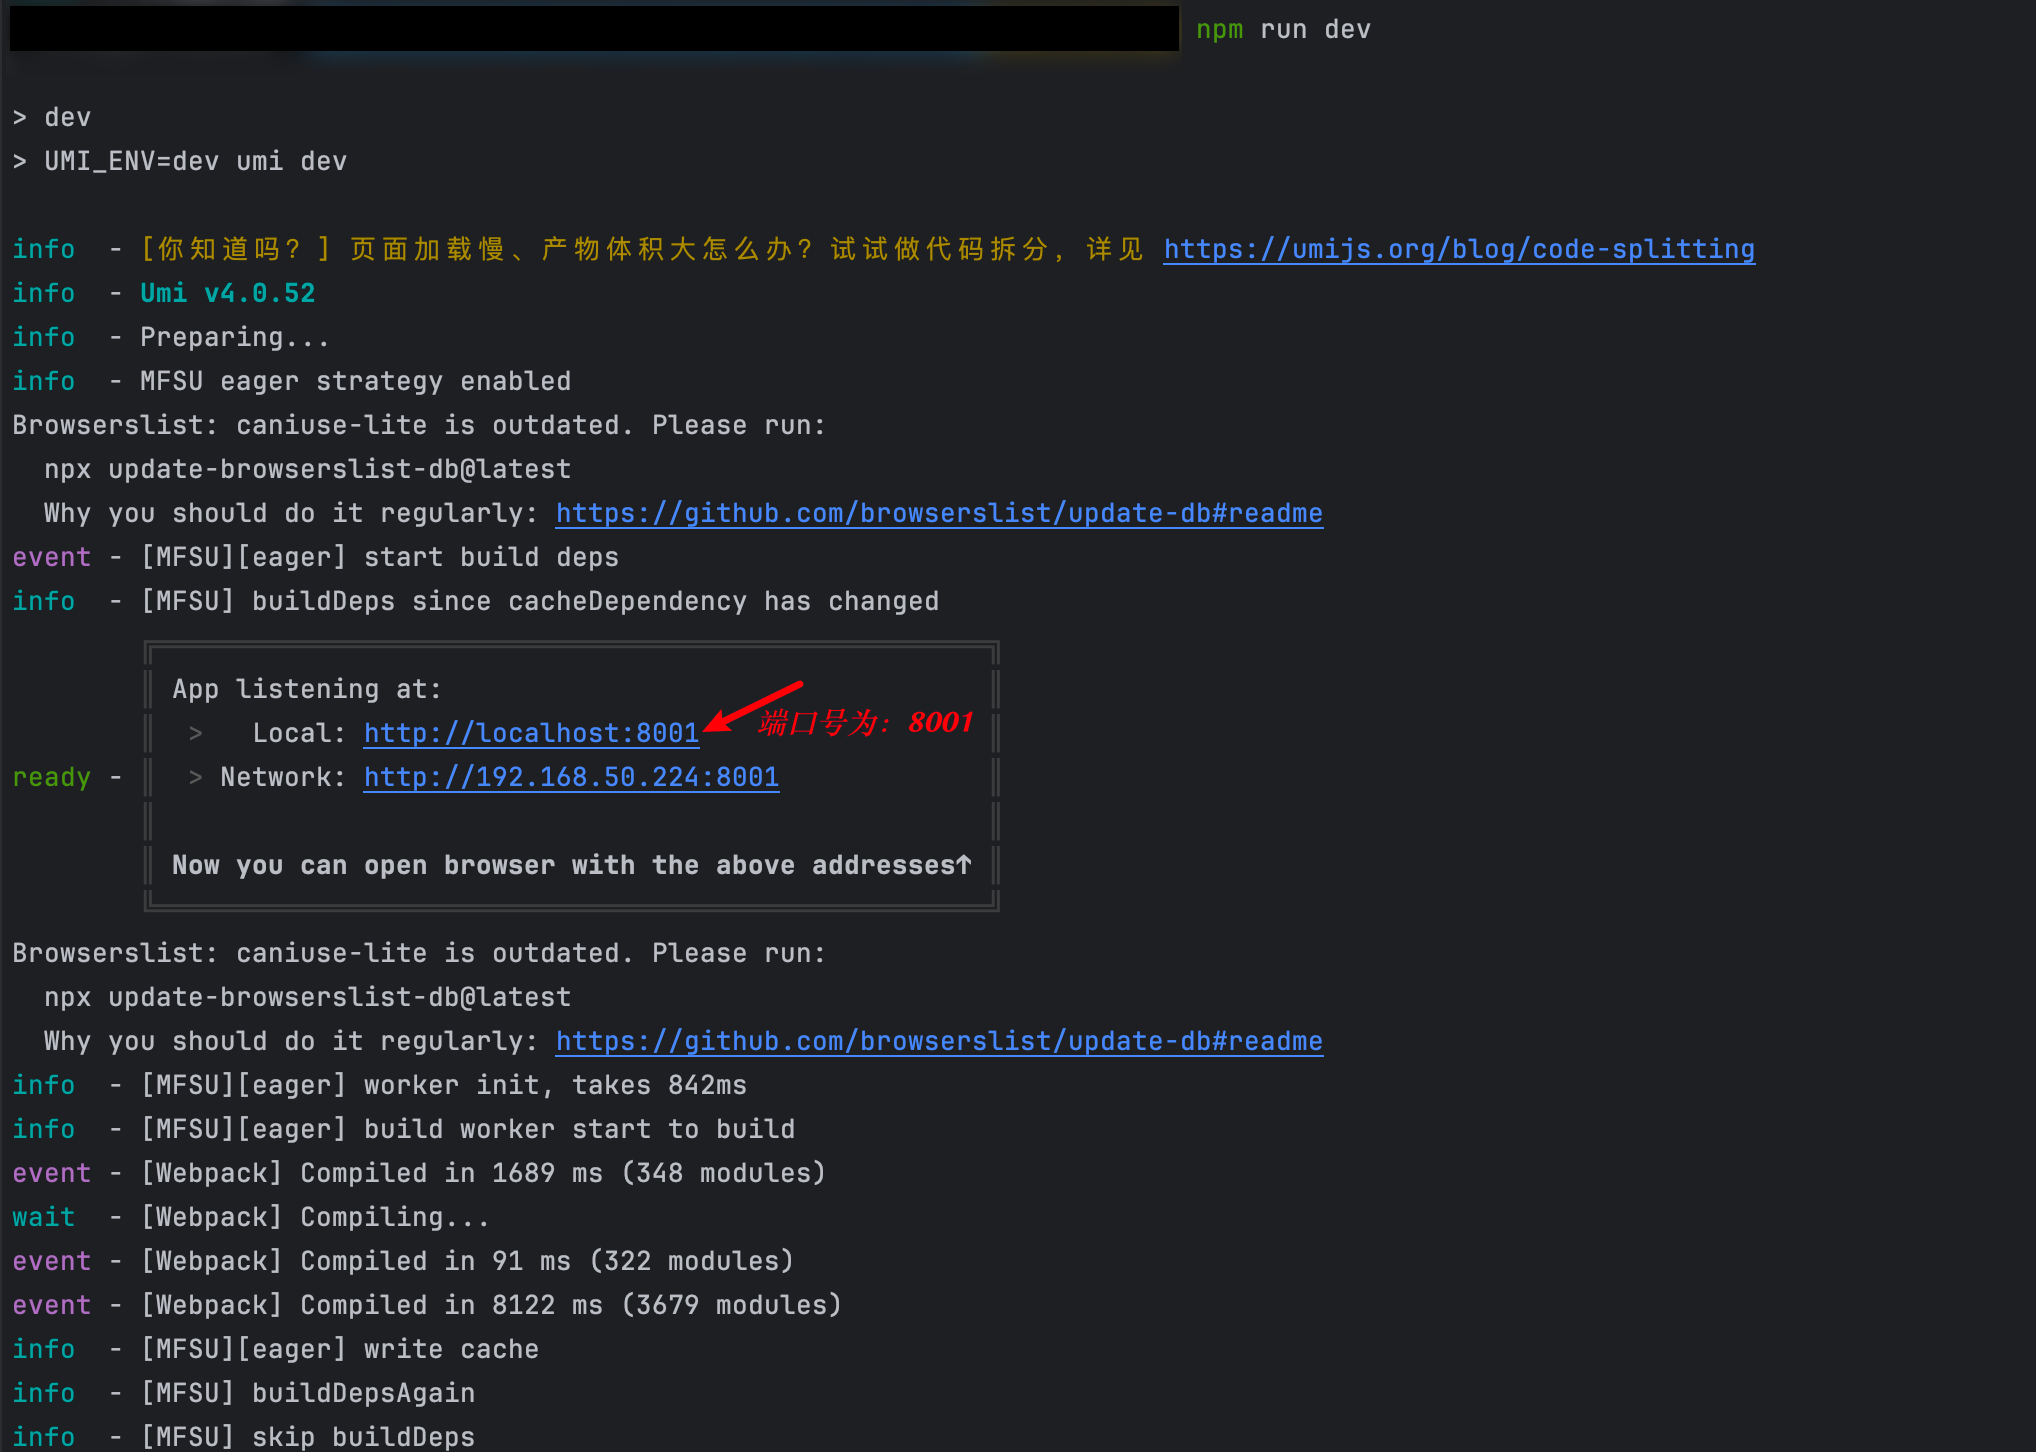 npm run dev
> dev
> UMI_ENV=dev umi dev
info  - [你知道吗？] 页面加载慢、产物体积大怎么办？试试做代码拆分，详见 https://umijs.org/blog/code-splitting
info  - Umi v4.0.52
info  - Preparing...
info  - MFSU eager strategy enabled
Browserslist: caniuse-lite is outdated. Please run:
  npx update-browserslist-db@latest
  Why you should do it regularly: https://github.com/browserslist/update-db#readme
event - [MFSU][eager] start build deps
info  - [MFSU] buildDeps since cacheDependency has changed
App listening at:
>   Local: http://localhost:8001
端口号为：8001
ready - > Network: http://192.168.50.224:8001
Now you can open browser with the above addresses↑
Browserslist: caniuse-lite is outdated. Please run:
  npx update-browserslist-db@latest
  Why you should do it regularly: https://github.com/browserslist/update-db#readme
info  - [MFSU][eager] worker init, takes 842ms
info  - [MFSU][eager] build worker start to build
event - [Webpack] Compiled in 1689 ms (348 modules)
wait  - [Webpack] Compiling...
event - [Webpack] Compiled in 91 ms (322 modules)
event - [Webpack] Compiled in 8122 ms (3679 modules)
info  - [MFSU][eager] write cache
info  - [MFSU] buildDepsAgain
info  - [MFSU] skip buildDeps